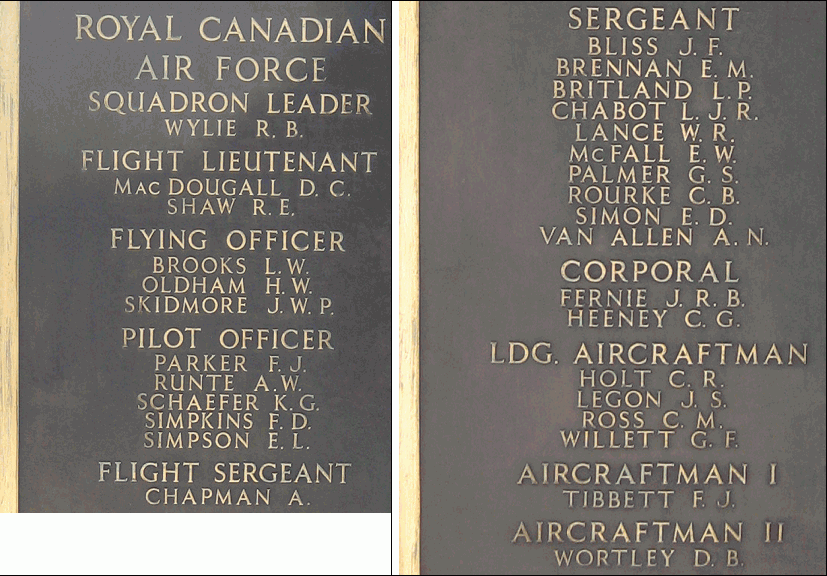 ROYAL CANADIAN
AIR FORCE
SQUADRON LEADER
WYLIE R. B.
FLIGHT LIEUTENANT
MacDOUGALL D. C.
SHAW R. E.
FLYING OFFICER
BROOKS L. W.
OLDHAM H. W.
SKIDMORE J. W. P.
PILOT OFFICER
PARKER F. J.
RUNTE A. W.
SCHAEFER K. G.
SIMPKINS F. D.
SIMPSON E. L.
FLIGHT SERGEANT
CHAPMAN A.
SERGEANT
BLISS J. F.
BRENNAN E. M.
BRITLAND L. P.
CHABOT L. J. R.
LANCE W. R.
McFALL E. W.
PALMER G. S.
ROURKE C. B.
SIMON E. D.
VAN ALLEN A. N.
CORPORAL
FERNIE J. R. B.
HEENEY C. G.
LDG. AIRCRAFTMAN
HOLT C. R.
LEGON J. S.
ROSS C. M.
WILLETT G. F.
AIRCRAFTMAN I
TIBBETT F. J.
AIRCRAFTMAN II
WORTLEY D. B.